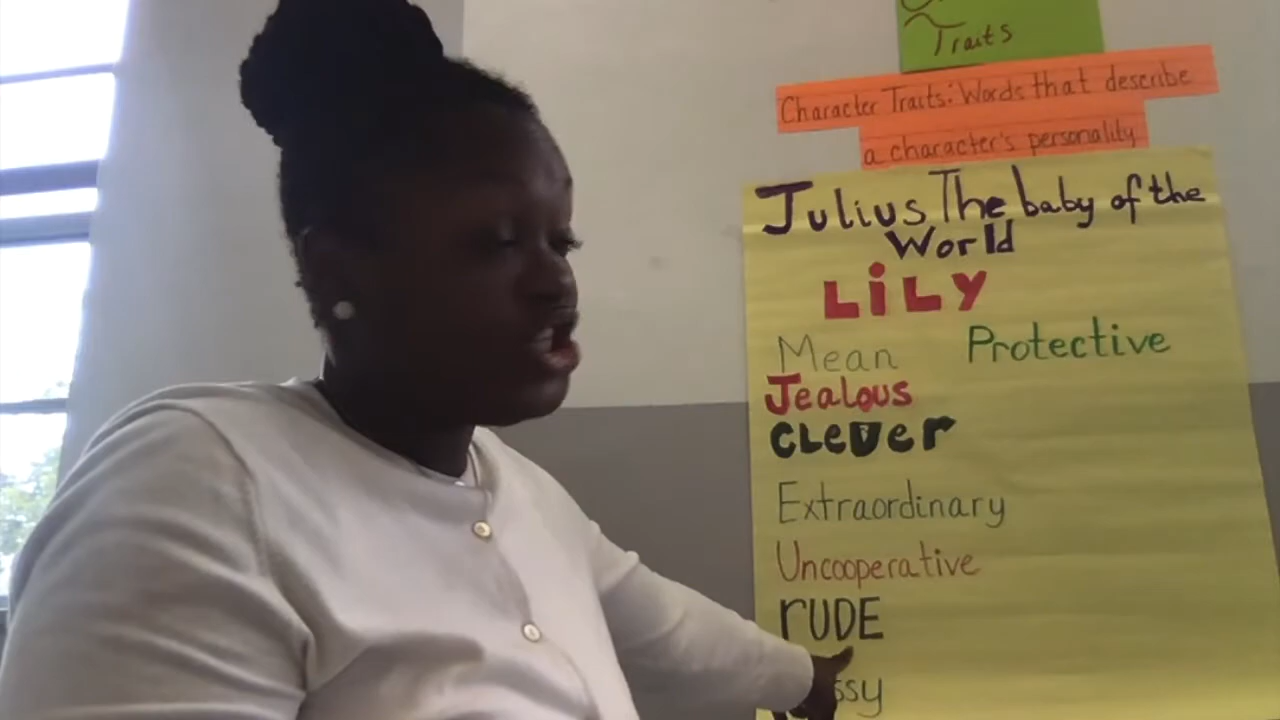 Traits
Character Traits: Words that describe
a character's personality
Julius The baby of the
World
LiLy
Mean Protective
Jealous
CLEVer
Extraordinary
Uncooperative
rUDE